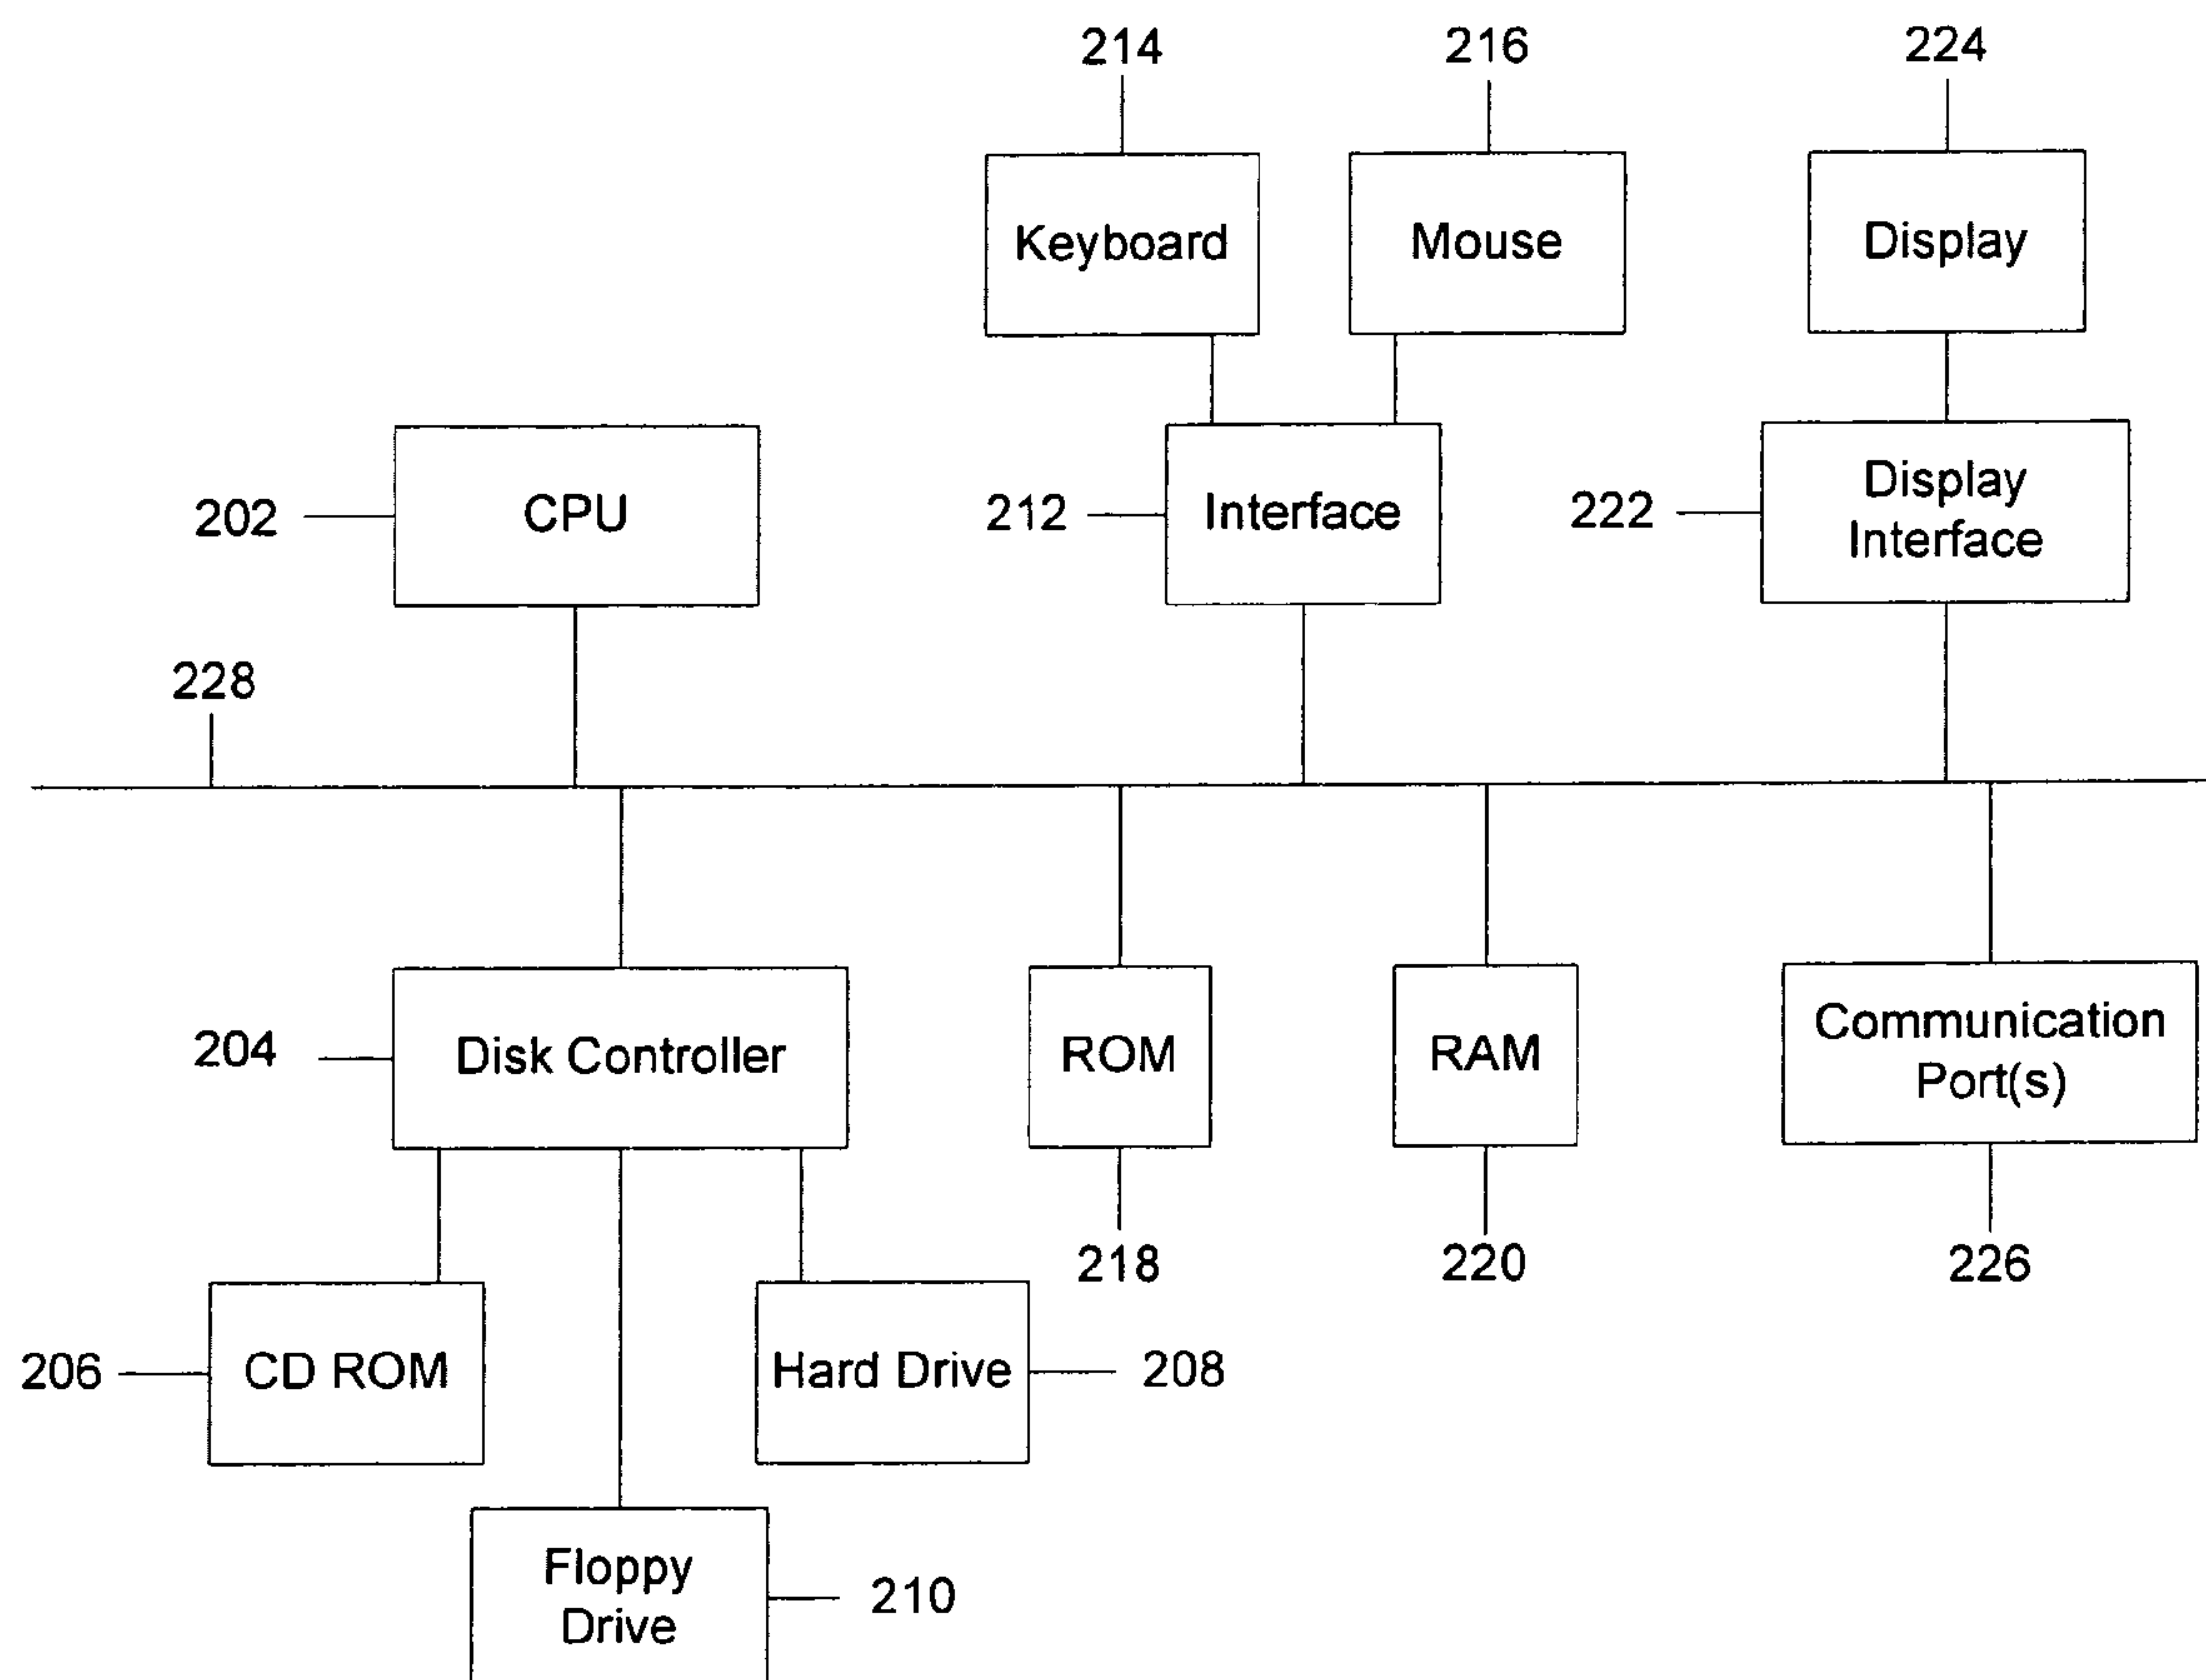 214
216
224
Keyboard
Mouse
Display
202
CPU
212
Interface
222
Display
Interface
228
204
Disk Controller
ROM
RAM
Communication
Port(s)
218
220
226
206
CD ROM
Hard Drive
208
Floppy
Drive
210